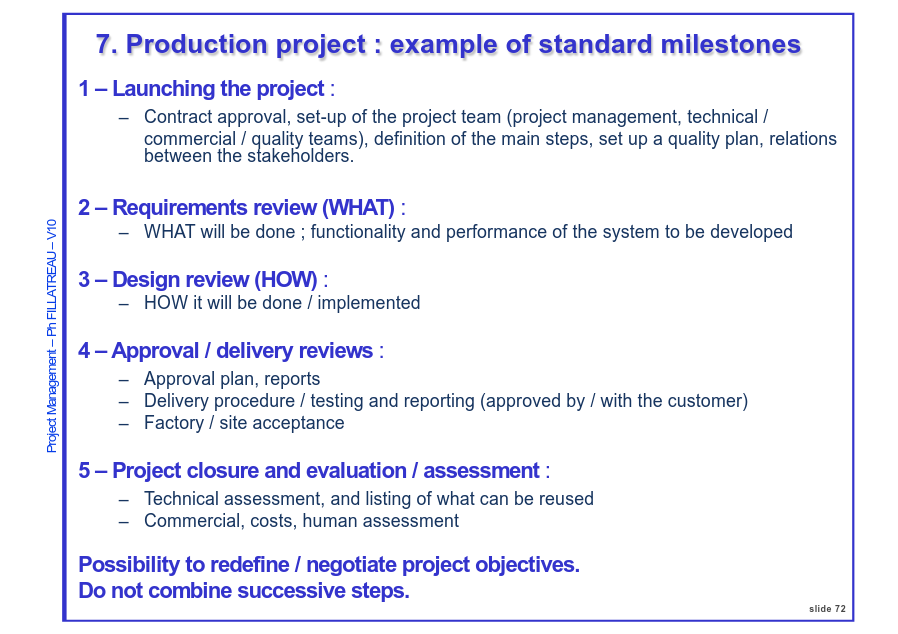 7. Production project : example of standard milestones
1 – Launching the project :
– Contract approval, set-up of the project team (project management, technical /
commercial / quality teams), definition of the main steps, set up a quality plan, relations
between the stakeholders.
2 – Requirements review (WHAT) :
– WHAT will be done ; functionality and performance of the system to be developed
3 – Design review (HOW) :
– HOW it will be done / implemented
4 – Approval / delivery reviews :
– Approval plan, reports
– Delivery procedure / testing and reporting (approved by / with the customer)
– Factory / site acceptance
5 – Project closure and evaluation / assessment :
– Technical assessment, and listing of what can be reused
– Commercial, costs, human assessment
Possibility to redefine / negotiate project objectives.
Do not combine successive steps.
Project Management – Ph FILLATREAU – V10
slide 72